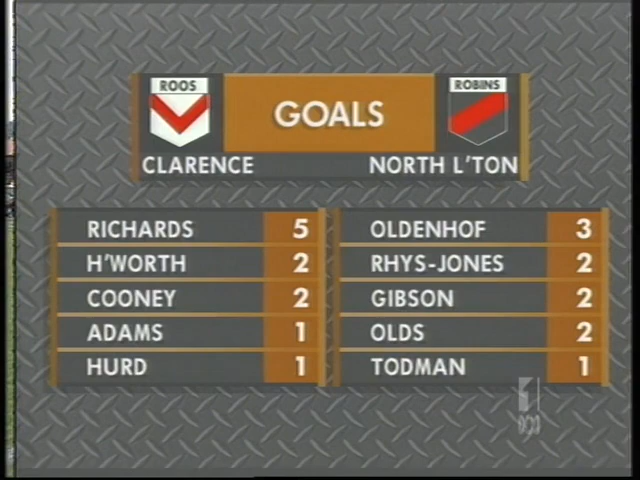 ROOS
ROBINS
GOALS
CLARENCE
NORTH L'TON
RICHARDS 5
H'WORTH 2
COONEY 2
ADAMS 1
HURD 1
OLDENHOF 3
RHYS-JONES 2
GIBSON 2
OLDS 2
TODMAN 1